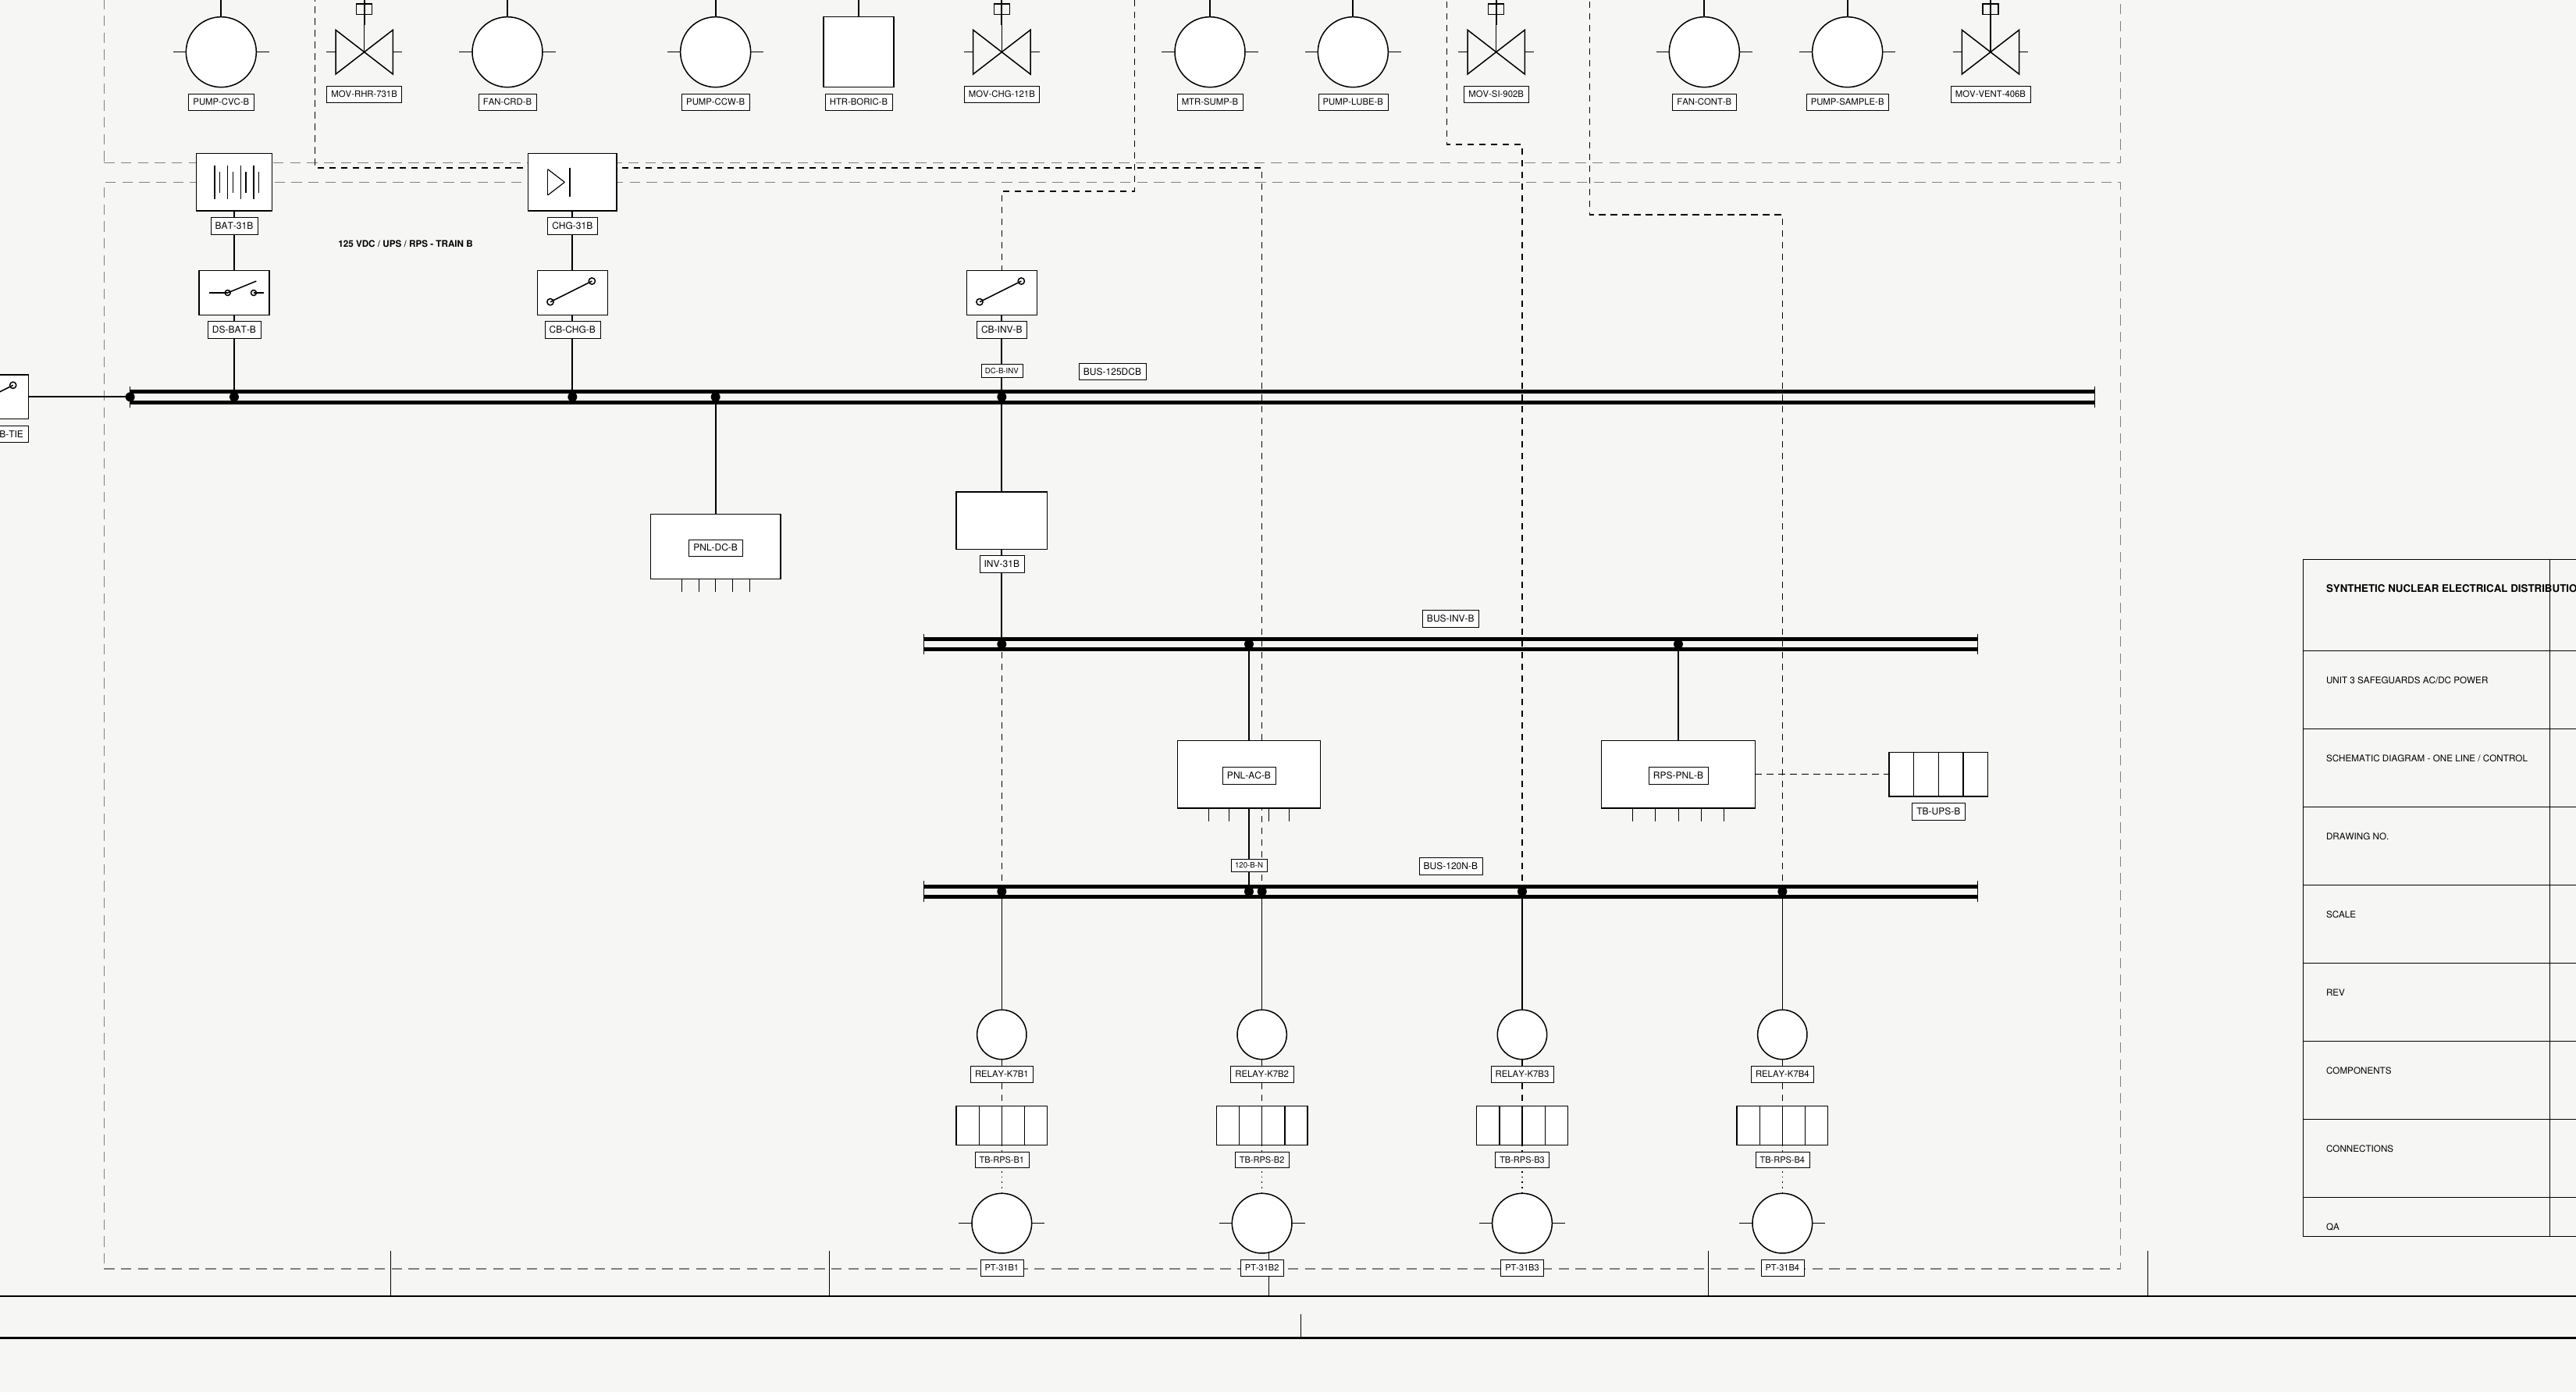 PUMP-CVC-B
MOV-RHR-731B
FAN-CRD-B
PUMP-CCW-B
HTR-BORIC-B
MOV-CHG-121B
MTR-SUMP-B
PUMP-LUBE-B
MOV-SI-902B
FAN-CONT-B
PUMP-SAMPLE-B
MOV-VENT-406B
BAT-31B
CHG-31B
125 VDC / UPS / RPS - TRAIN B
DS-BAT-B
CB-CHG-B
CB-INV-B
DC-B-INV
BUS-125DCB
B-TIE
PNL-DC-B
INV-31B
BUS-INV-B
PNL-AC-B
RPS-PNL-B
TB-UPS-B
120-B-N
BUS-120N-B
RELAY-K7B1
RELAY-K7B2
RELAY-K7B3
RELAY-K7B4
TB-RPS-B1
TB-RPS-B2
TB-RPS-B3
TB-RPS-B4
PT-31B1
PT-31B2
PT-31B3
PT-31B4
SYNTHETIC NUCLEAR ELECTRICAL DISTRIBUTIO
UNIT 3 SAFEGUARDS AC/DC POWER
SCHEMATIC DIAGRAM - ONE LINE / CONTROL
DRAWING NO.
SCALE
REV
COMPONENTS
CONNECTIONS
QA